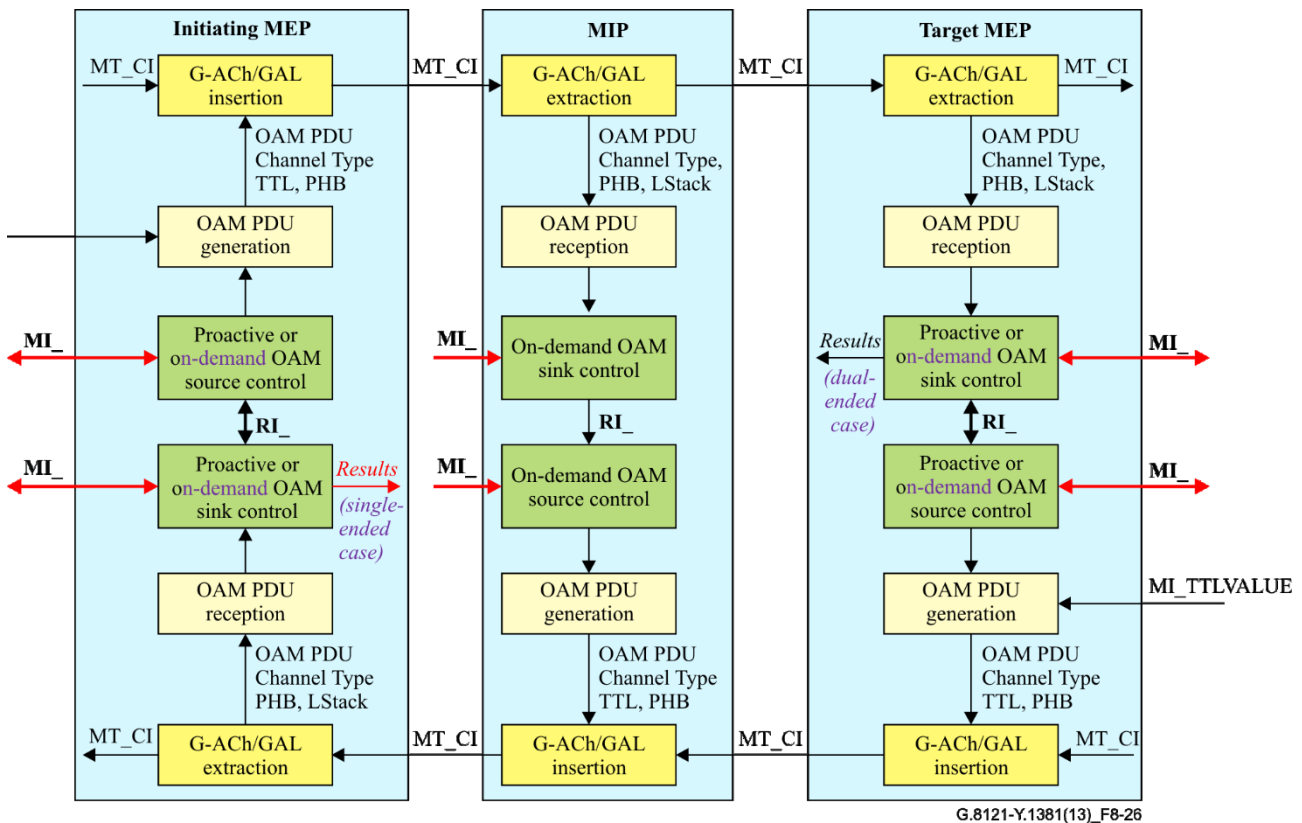 Initiating MEP
MIP
Target MEP
MT_CI
G-ACh/GAL
insertion
MT_CI
G-ACh/GAL
extraction
MT_CI
G-ACh/GAL
extraction
MT_CI
OAM PDU
Channel Type
TTL, PHB
OAM PDU
Channel Type,
PHB, LStack
OAM PDU
Channel Type,
PHB, LStack
OAM PDU
generation
OAM PDU
reception
OAM PDU
reception
MI_
Proactive or
on-demand OAM
source control
MI_
On-demand OAM
sink control
Results
(dual-
ended
case)
Proactive or
on-demand OAM
sink control
MI_
RI_
RI_
RI_
MI_
Proactive or
on-demand OAM
sink control
Results
(single-
ended
case)
MI_
On-demand OAM
source control
Proactive or
on-demand OAM
source control
MI_
OAM PDU
reception
OAM PDU
generation
OAM PDU
generation
MI_TTLVALUE
OAM PDU
Channel Type
PHB, LStack
OAM PDU
Channel Type
TTL, PHB
OAM PDU
Channel Type
TTL, PHB
MT_CI
G-ACh/GAL
extraction
MT_CI
G-ACh/GAL
insertion
MT_CI
G-ACh/GAL
insertion
MT_CI
G.8121-Y.1381(13)_F8-26